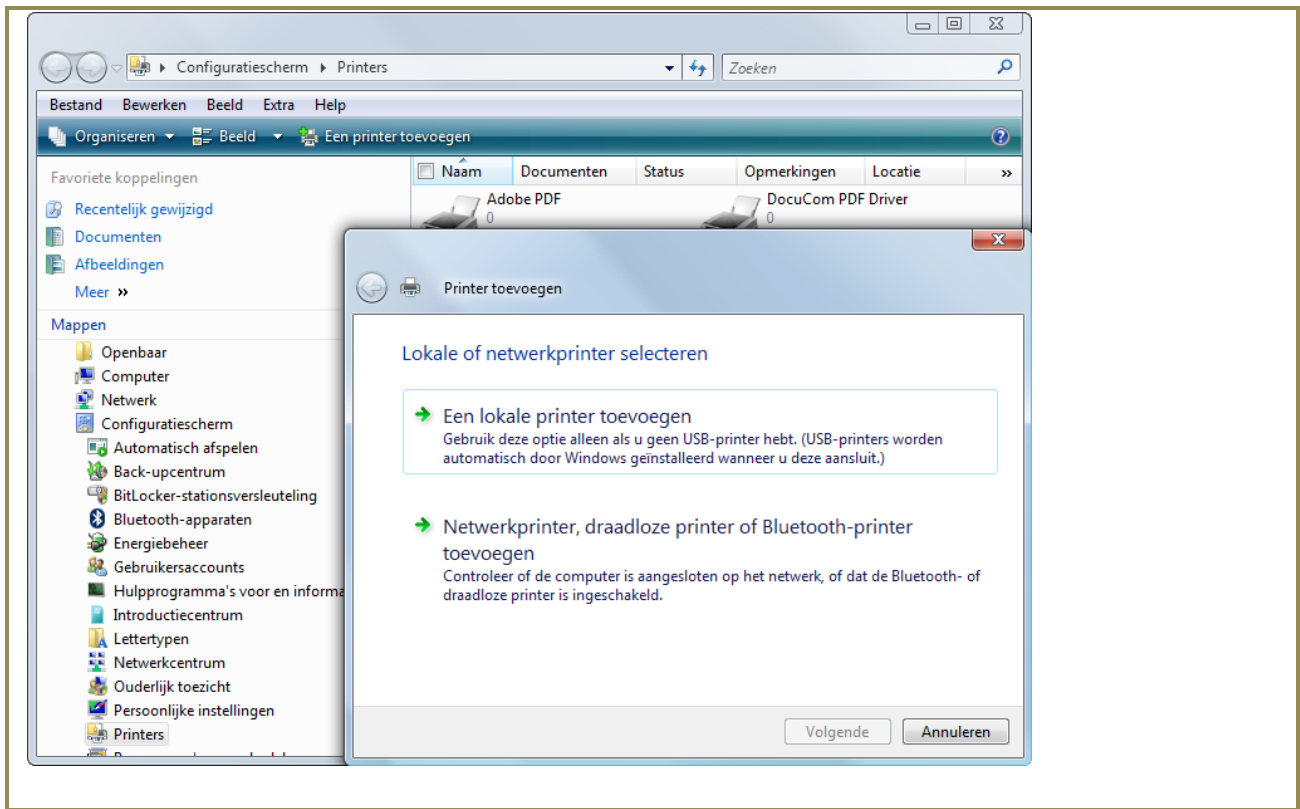 Configuratiescherm Printers
Zoeken
Bestand Bewerken Beeld Extra Help
Organiseren Beeld Een printer toevoegen
Favoriete koppelingen
Recentelijk gewijzigd
Documenten
Afbeeldingen
Meer »
Mappen
Openbaar
Computer
Netwerk
Configuratiescherm
Automatisch afspelen
Back-upcentrum
BitLocker-stationsversleuteling
Bluetooth-apparaten
Energiebeheer
Gebruikersaccounts
Hulpprogramma's voor en informa
Introductiecentrum
Lettertypen
Netwerkcentrum
Ouderlijk toezicht
Persoonlijke instellingen
Printers
Naam Documenten Status Opmerkingen Locatie »
Adobe PDF
0
DocuCom PDF Driver
0
Printer toevoegen
Lokale of netwerkprinter selecteren
Een lokale printer toevoegen
Gebruik deze optie alleen als u geen USB-printer hebt. (USB-printers worden
automatisch door Windows geïnstalleerd wanneer u deze aansluit.)
Netwerkprinter, draadloze printer of Bluetooth-printer
toevoegen
Controleer of de computer is aangesloten op het netwerk, of dat de Bluetooth- of
draadloze printer is ingeschakeld.
Volgende Annuleren